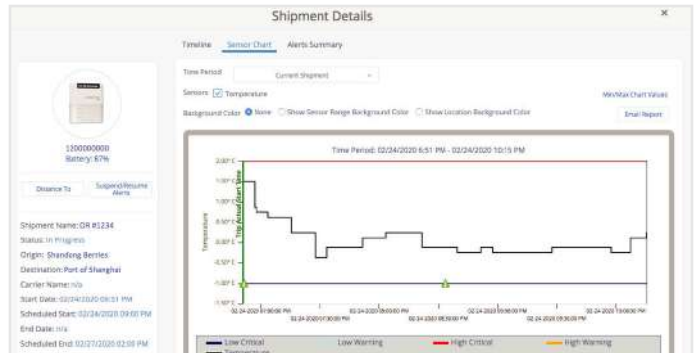 Shipment Details
×
Timeline Sensor Chart Alerts Summary
Time Period Current Shipment
Sensors Temperature
Min/Max Chart Values
Background Color None Show Sensor Range Background Color Show Location Background Color
Email Report
1200000000
Battery: 87%
Distance To
Suspend/Resume
Alerts
Shipment Name: OR #1234
Status: In Progress
Origin: Shandong Berries
Destination: Port of Shanghai
Carrier Name: n/a
Start Date: 02/24/2020 06:51 PM
Scheduled Start: 02/24/2020 09:00 PM
End Date: n/a
Scheduled End: 02/27/2020 02:00 PM
Time Period: 02/24/2020 6:51 PM - 02/24/2020 10:15 PM
Temperature
Trip Actual Start Time
Low Critical Low Warning High Critical High Warning
Temperature